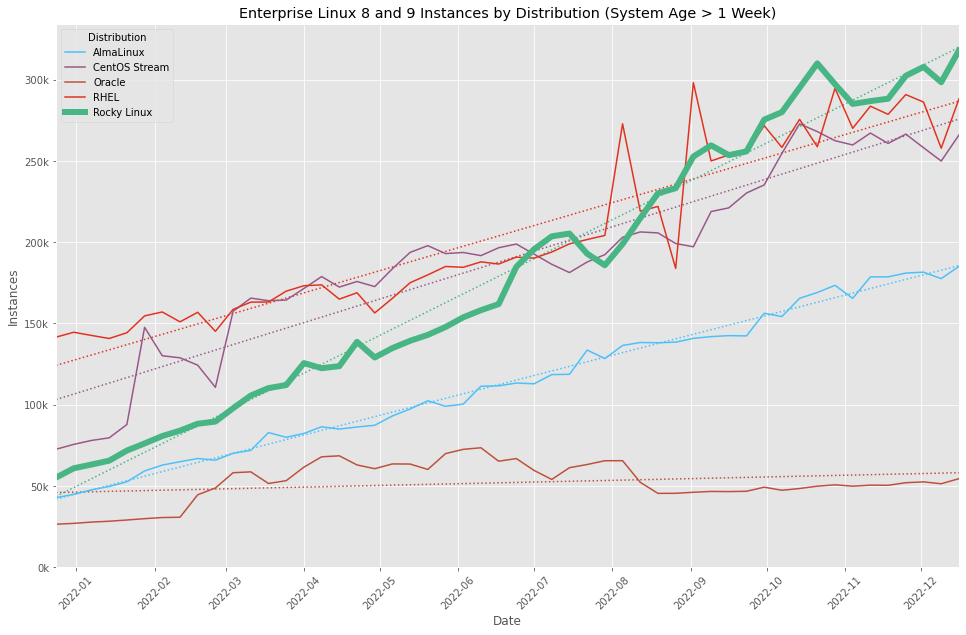 Enterprise Linux 8 and 9 Instances by Distribution (System Age > 1 Week)
Distribution
AlmaLinux
CentOS Stream
Oracle
RHEL
Rocky Linux
Instances
300k
250k
200k
150k
100k
50k
0k
2022-01
2022-02
2022-03
2022-04
2022-05
2022-06
2022-07
2022-08
2022-09
2022-10
2022-11
2022-12
Date